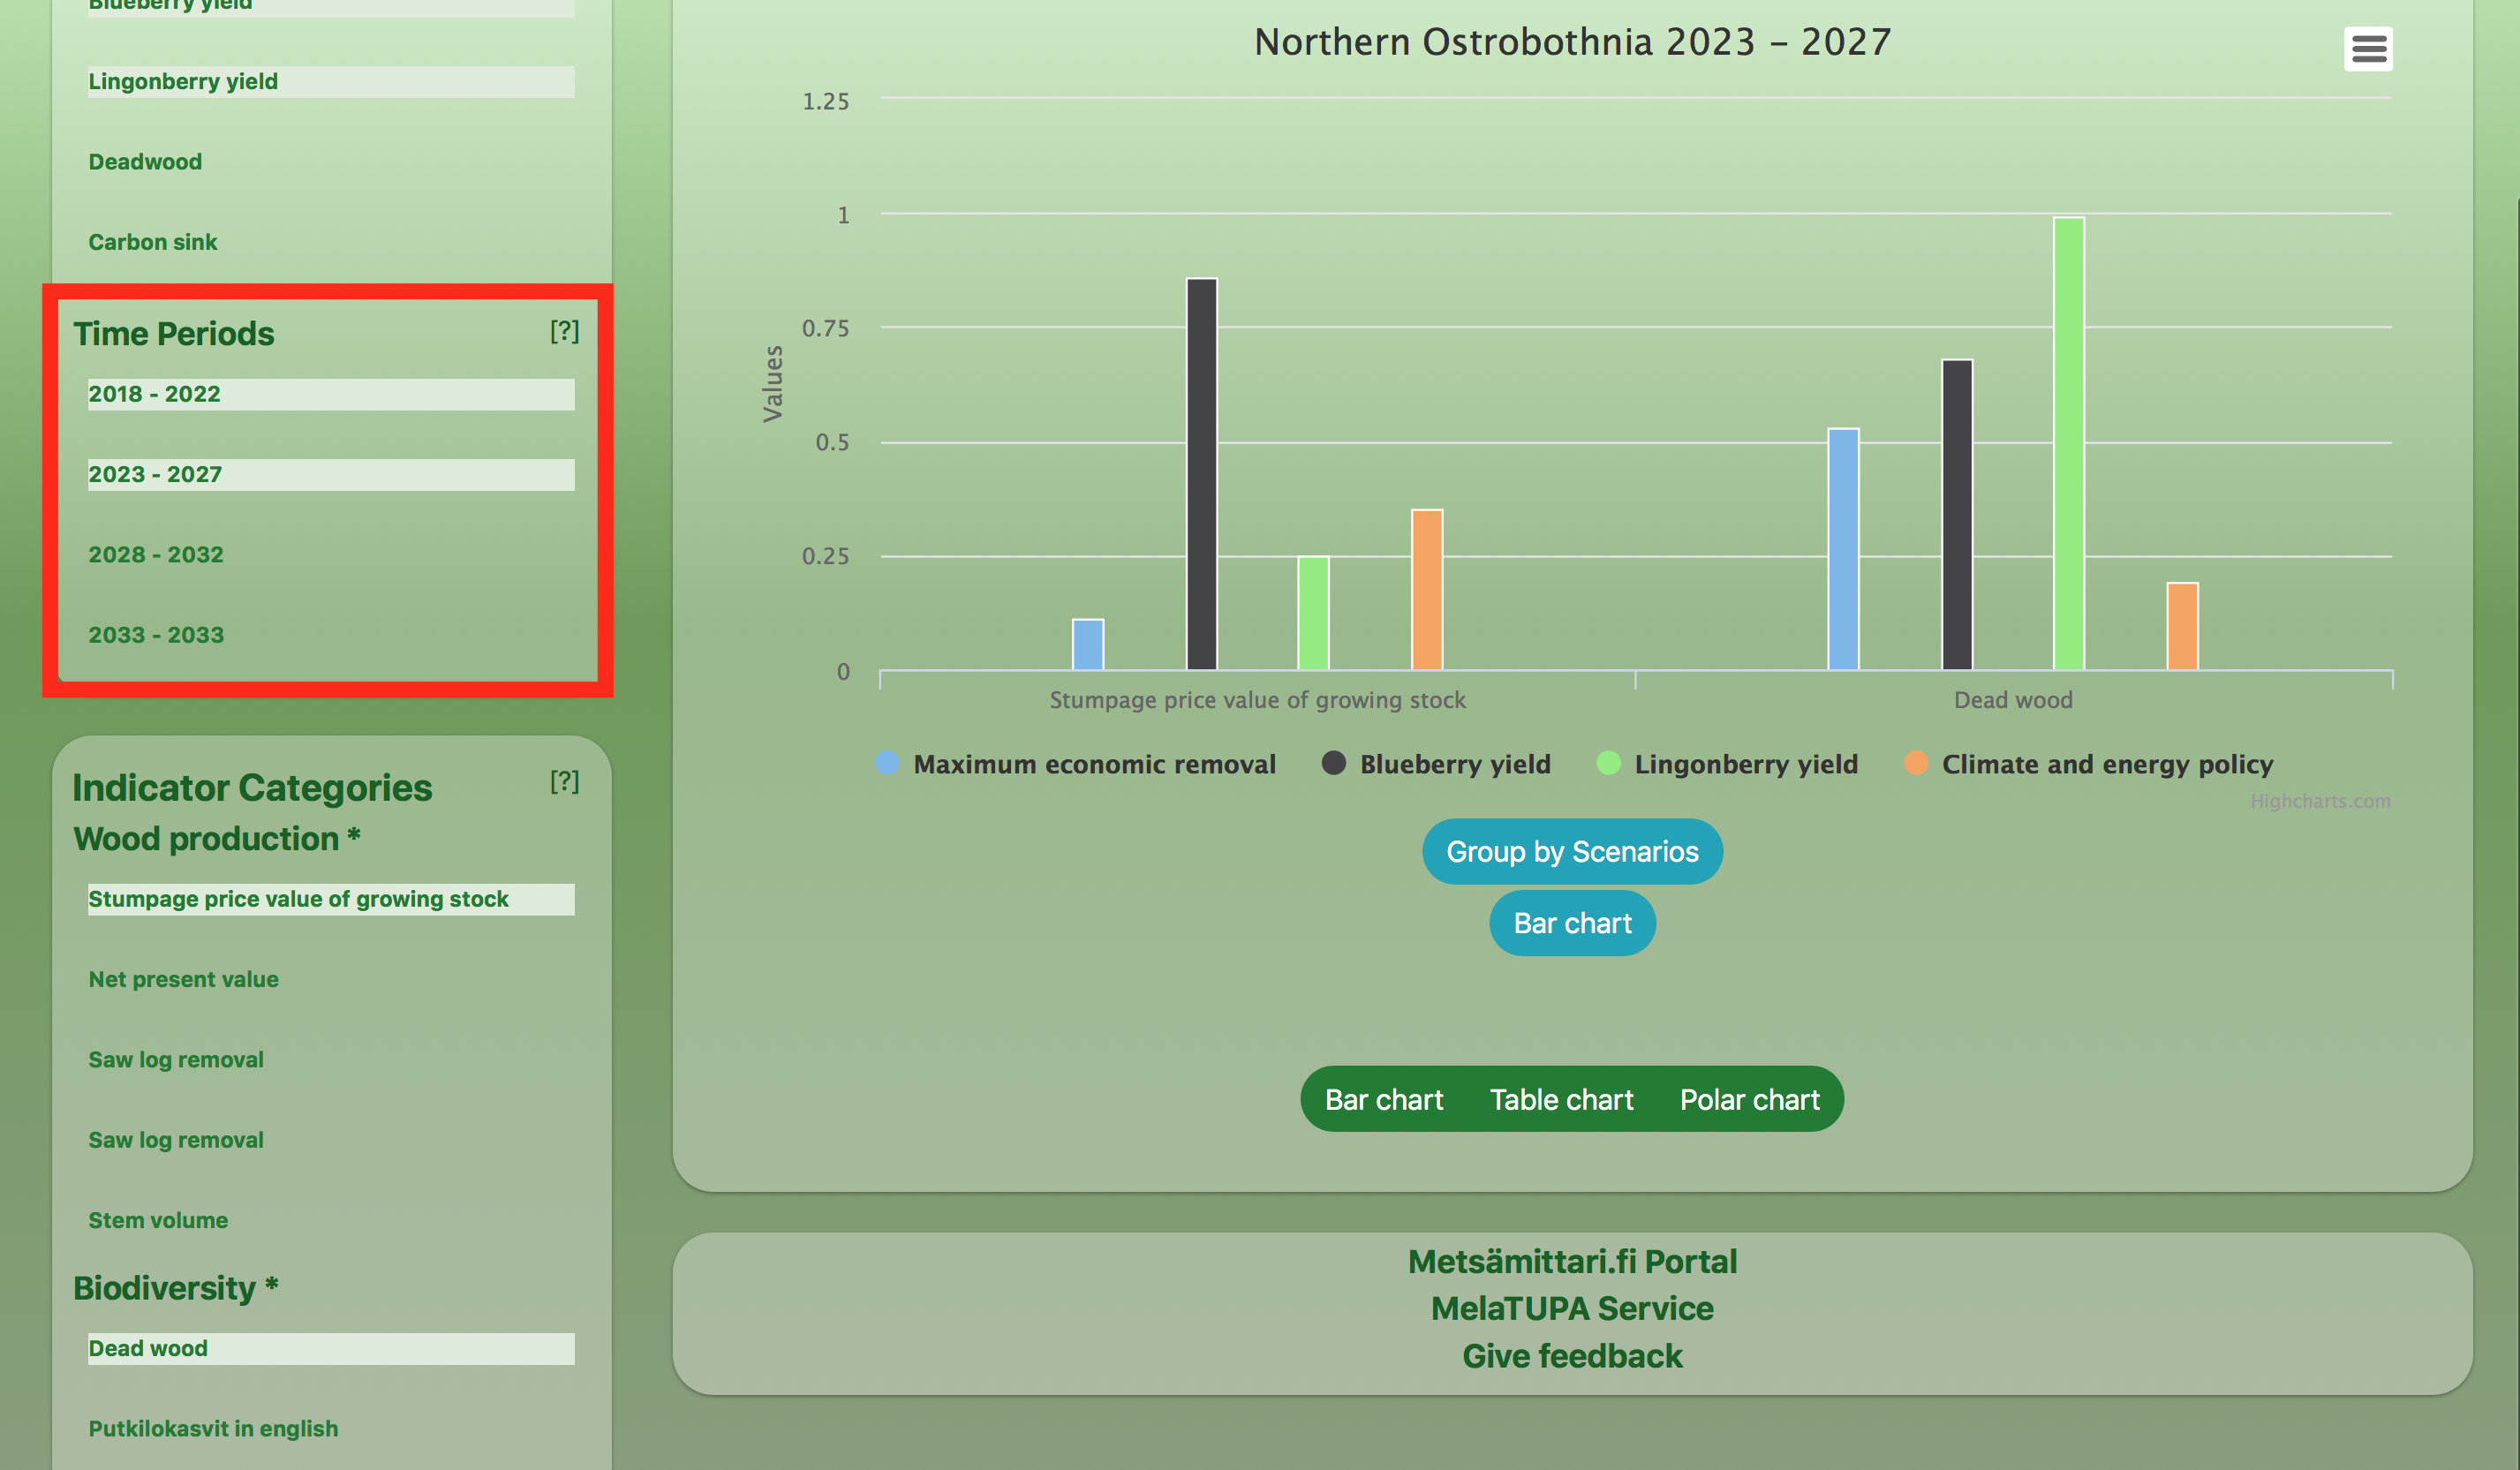 Blueberry yield
Lingonberry yield
Deadwood
Carbon sink
Time Periods [?]
2018 - 2022
2023 - 2027
2028 - 2032
2033 - 2033
Indicator Categories [?]
Wood production *
Stumpage price value of growing stock
Net present value
Saw log removal
Saw log removal
Stem volume
Biodiversity *
Dead wood
Putkilokasvit in english
Northern Ostrobothnia 2023 – 2027
Values
1.25
1
0.75
0.5
0.25
0
Stumpage price value of growing stock Dead wood
Maximum economic removal Blueberry yield Lingonberry yield Climate and energy policy
Highcharts.com
Group by Scenarios
Bar chart
Bar chart Table chart Polar chart
Metsämittari.fi Portal
MelaTUPA Service
Give feedback